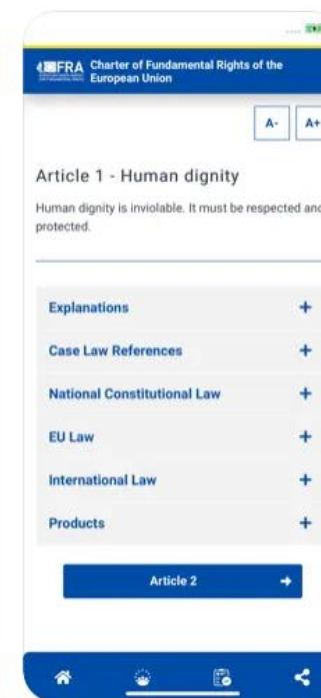 FRA Charter of Fundamental Rights of the
European Union
A- A+
Article 1 - Human dignity
Human dignity is inviolable. It must be respected and
protected.
Explanations +
Case Law References +
National Constitutional Law +
EU Law +
International Law +
Products +
Article 2